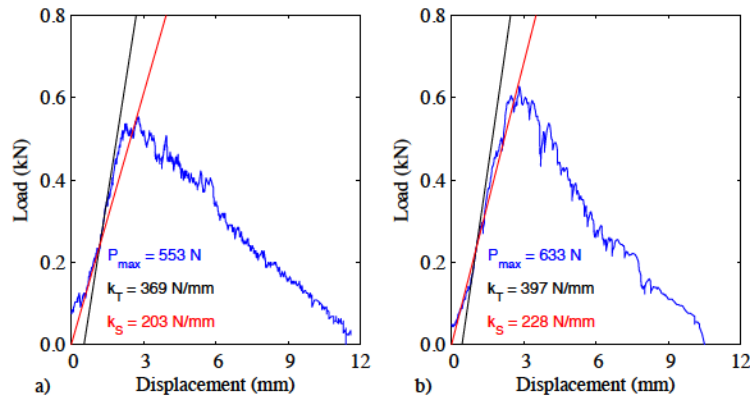 0.8
0.6
0.4
0.2
0.0
Load (kN)
P_max = 553 N
k_T = 369 N/mm
k_S = 203 N/mm
0 3 6 9 12
a) Displacement (mm)
0.8
0.6
0.4
0.2
0.0
Load (kN)
P_max = 633 N
k_T = 397 N/mm
k_S = 228 N/mm
0 3 6 9 12
b) Displacement (mm)